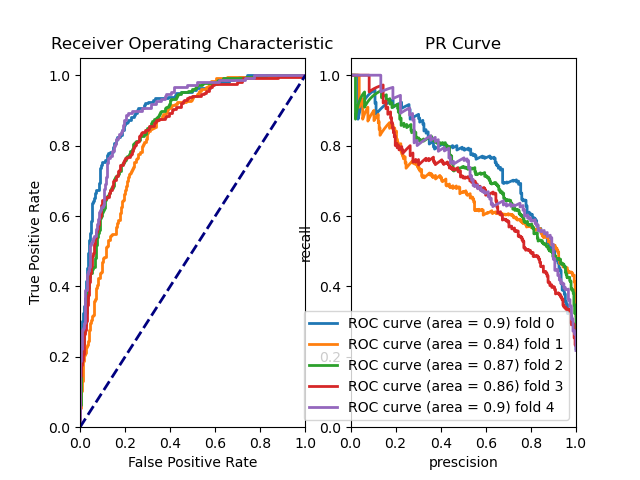 Receiver Operating Characteristic
PR Curve
1.0
0.8
0.6
0.4
0.2
0.0
True Positive Rate
0.0 0.2 0.4 0.6 0.8 1.0
False Positive Rate
1.0
0.8
0.6
0.4
0.2
0.0
recall
0.0 0.2 0.4 0.6 0.8 1.0
prescision
ROC curve (area = 0.9) fold 0
ROC curve (area = 0.84) fold 1
ROC curve (area = 0.87) fold 2
ROC curve (area = 0.86) fold 3
ROC curve (area = 0.9) fold 4